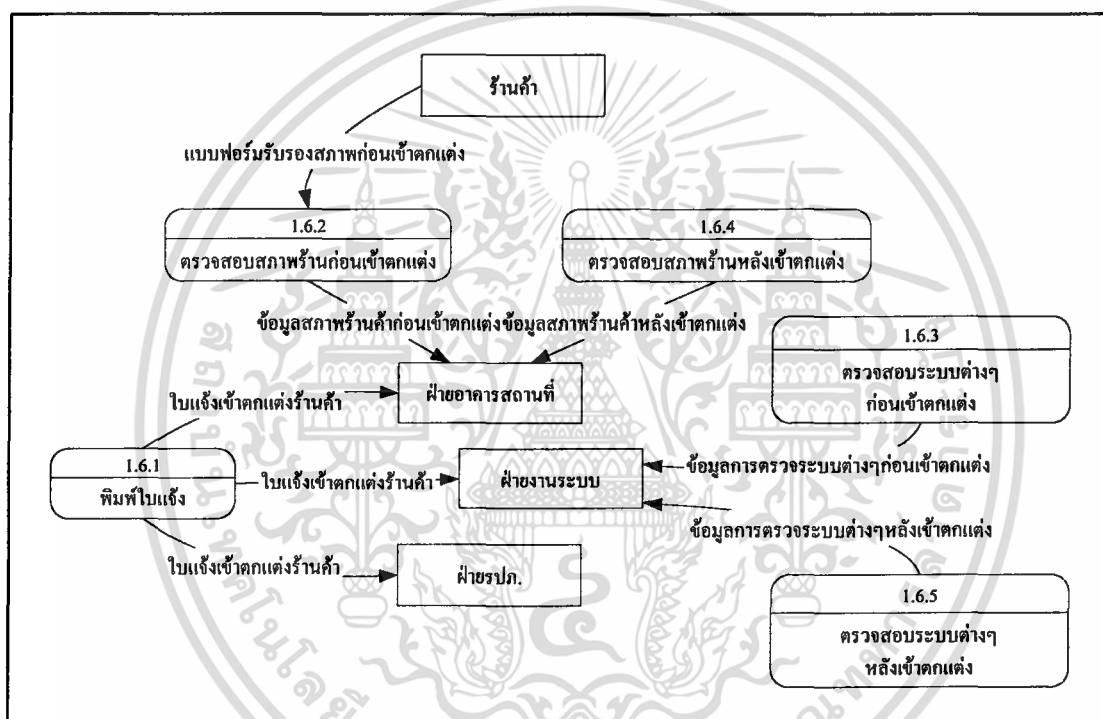 ร้านค้า
แบบฟอร์มรับรองสภาพก่อนเข้าตกแต่ง
1.6.2
ตรวจสอบสภาพร้านก่อนเข้าตกแต่ง
1.6.4
ตรวจสอบสภาพร้านหลังเข้าตกแต่ง
ข้อมูลสภาพร้านค้าก่อนเข้าตกแต่ง
ข้อมูลสภาพร้านค้าหลังเข้าตกแต่ง
1.6.3
ตรวจสอบระบบต่างๆ
ก่อนเข้าตกแต่ง
ใบแจ้งเข้าตกแต่งร้านค้า
ฝ่ายอาคารสถานที่
1.6.1
พิมพ์ใบแจ้ง
ใบแจ้งเข้าตกแต่งร้านค้า
ฝ่ายงานระบบ
ข้อมูลการตรวจระบบต่างๆก่อนเข้าตกแต่ง
ข้อมูลการตรวจระบบต่างๆหลังเข้าตกแต่ง
ใบแจ้งเข้าตกแต่งร้านค้า
ฝ่ายรปภ.
1.6.5
ตรวจสอบระบบต่างๆ
หลังเข้าตกแต่ง